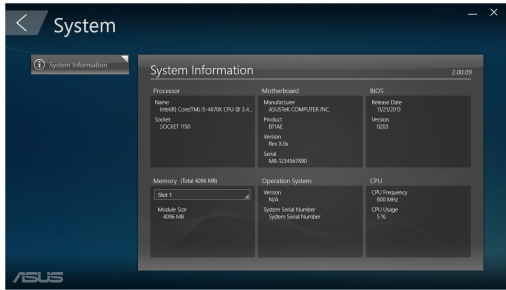 System
System Information
System Information
2.00.09
Processor
Name
Intel(R) Core(TM) i5-4670K CPU @ 3.4...
Socket
SOCKET 1150
Motherboard
Manufacturer
ASUSTeK COMPUTER INC.
Product
BT1AE
Version
Rev X.0x
Serial
MB-1234567890
BIOS
Release Date
11/21/2013
Version
0203
Memory (Total 4096 MB)
Slot 1
Module Size
4096 MB
Operation System
Version
N/A
System Serial Number
System Serial Number
CPU
CPU Frequency
800 MHz
CPU Usage
5 %
ASUS